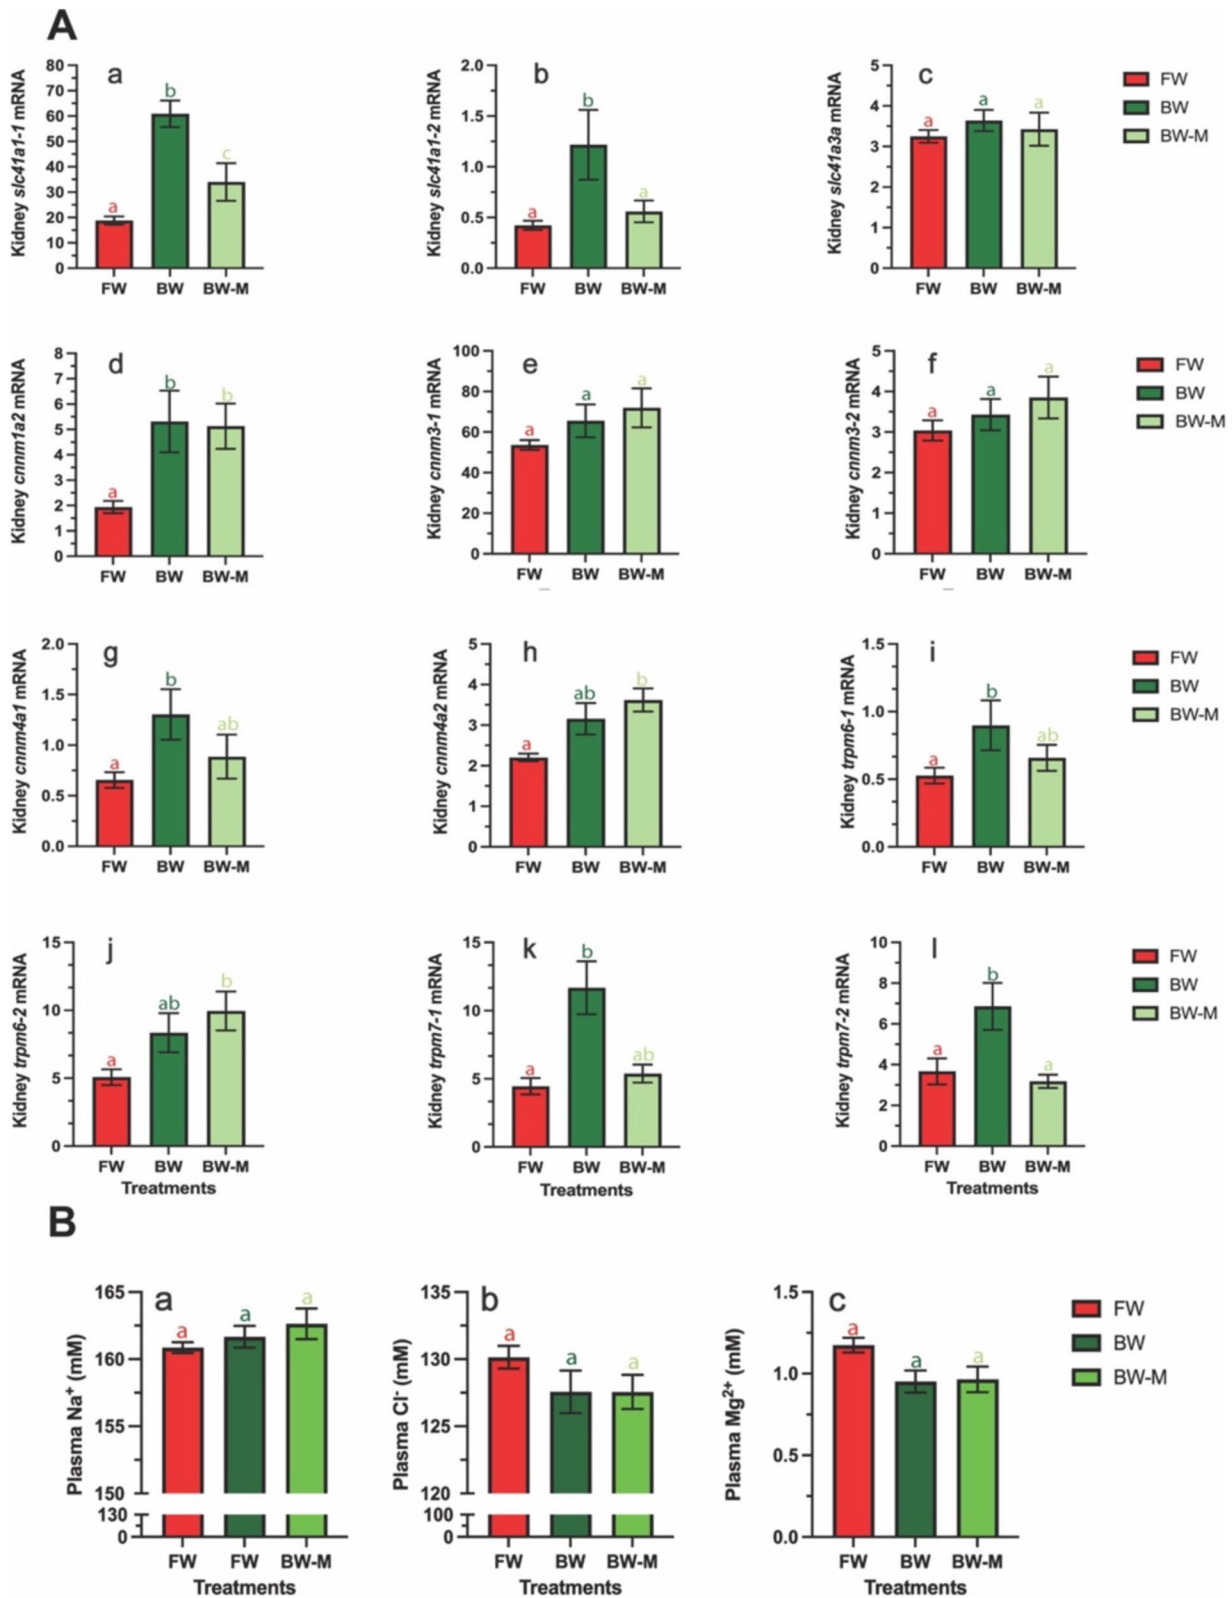 A
a
b
c
Kidney slc41a1-1 mRNA
80
70
60
50
40
30
20
10
0
a
b
c
FW BW BW-M
Kidney slc41a1-2 mRNA
2.0
1.5
1.0
0.5
0.0
a
b
a
FW BW BW-M
Kidney slc41a3a mRNA
5
4
3
2
1
0
a
a
a
FW BW BW-M
FW
BW
BW-M
d
e
f
Kidney cnnm1a2 mRNA
8
7
6
5
4
3
2
1
0
a
b
b
FW BW BW-M
Kidney cnnm3-1 mRNA
100
80
60
40
20
0
a
a
a
FW BW BW-M
Kidney cnnm3-2 mRNA
5
4
3
2
1
0
a
a
a
FW BW BW-M
FW
BW
BW-M
g
h
i
Kidney cnnm4a1 mRNA
2.0
1.5
1.0
0.5
0.0
a
b
ab
FW BW BW-M
Kidney cnnm4a2 mRNA
5
4
3
2
1
0
a
ab
b
FW BW BW-M
Kidney trpm6-1 mRNA
1.5
1.0
0.5
0.0
a
b
ab
FW BW BW-M
FW
BW
BW-M
j
k
l
Kidney trpm6-2 mRNA
15
10
5
0
a
ab
b
FW BW BW-M
Treatments
Kidney trpm7-1 mRNA
15
10
5
0
a
b
ab
FW BW BW-M
Treatments
Kidney trpm7-2 mRNA
10
8
6
4
2
0
a
b
a
FW BW BW-M
Treatments
FW
BW
BW-M
B
a
b
c
Plasma Na⁺ (mM)
165
160
155
150
130
0
a
a
a
FW FW BW-M
Treatments
Plasma Cl⁻ (mM)
135
130
125
120
100
0
a
a
a
FW BW BW-M
Treatments
Plasma Mg²⁺ (mM)
1.5
1.0
0.5
0.0
a
a
a
FW BW BW-M
Treatments
FW
BW
BW-M